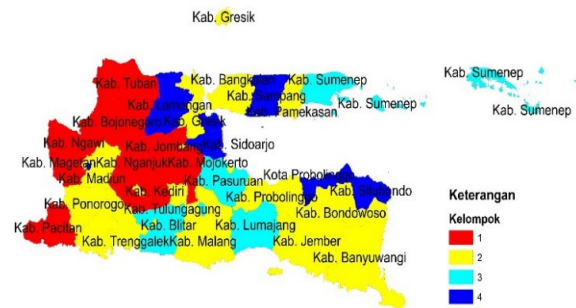 Kab. Gresik
Kab. Tuban
Kab. Bangkalan
Kab. Sumenep
Kab. Sumenep
Kab. Lamongan
Kab. Sampang
Kab. Sumenep
Kab. Sumenep
Kab. Bojonegoro
Kab. Gresik
Kab. Pamekasan
Kab. Ngawi
Kab. Jombang
Kab. Sidoarjo
Kab. Magetan
Kab. Nganjuk
Kab. Mojokerto
Kab. Madiun
Kab. Pasuruan
Kota Probolinggo
Kab. Situbondo
Kab. Ponorogo
Kab. Kediri
Kab. Probolinggo
Kab. Tulungagung
Kab. Bondowoso
Kab. Pacitan
Kab. Blitar
Kab. Lumajang
Kab. Trenggalek
Kab. Malang
Kab. Jember
Kab. Banyuwangi
Keterangan
Kelompok
1
2
3
4